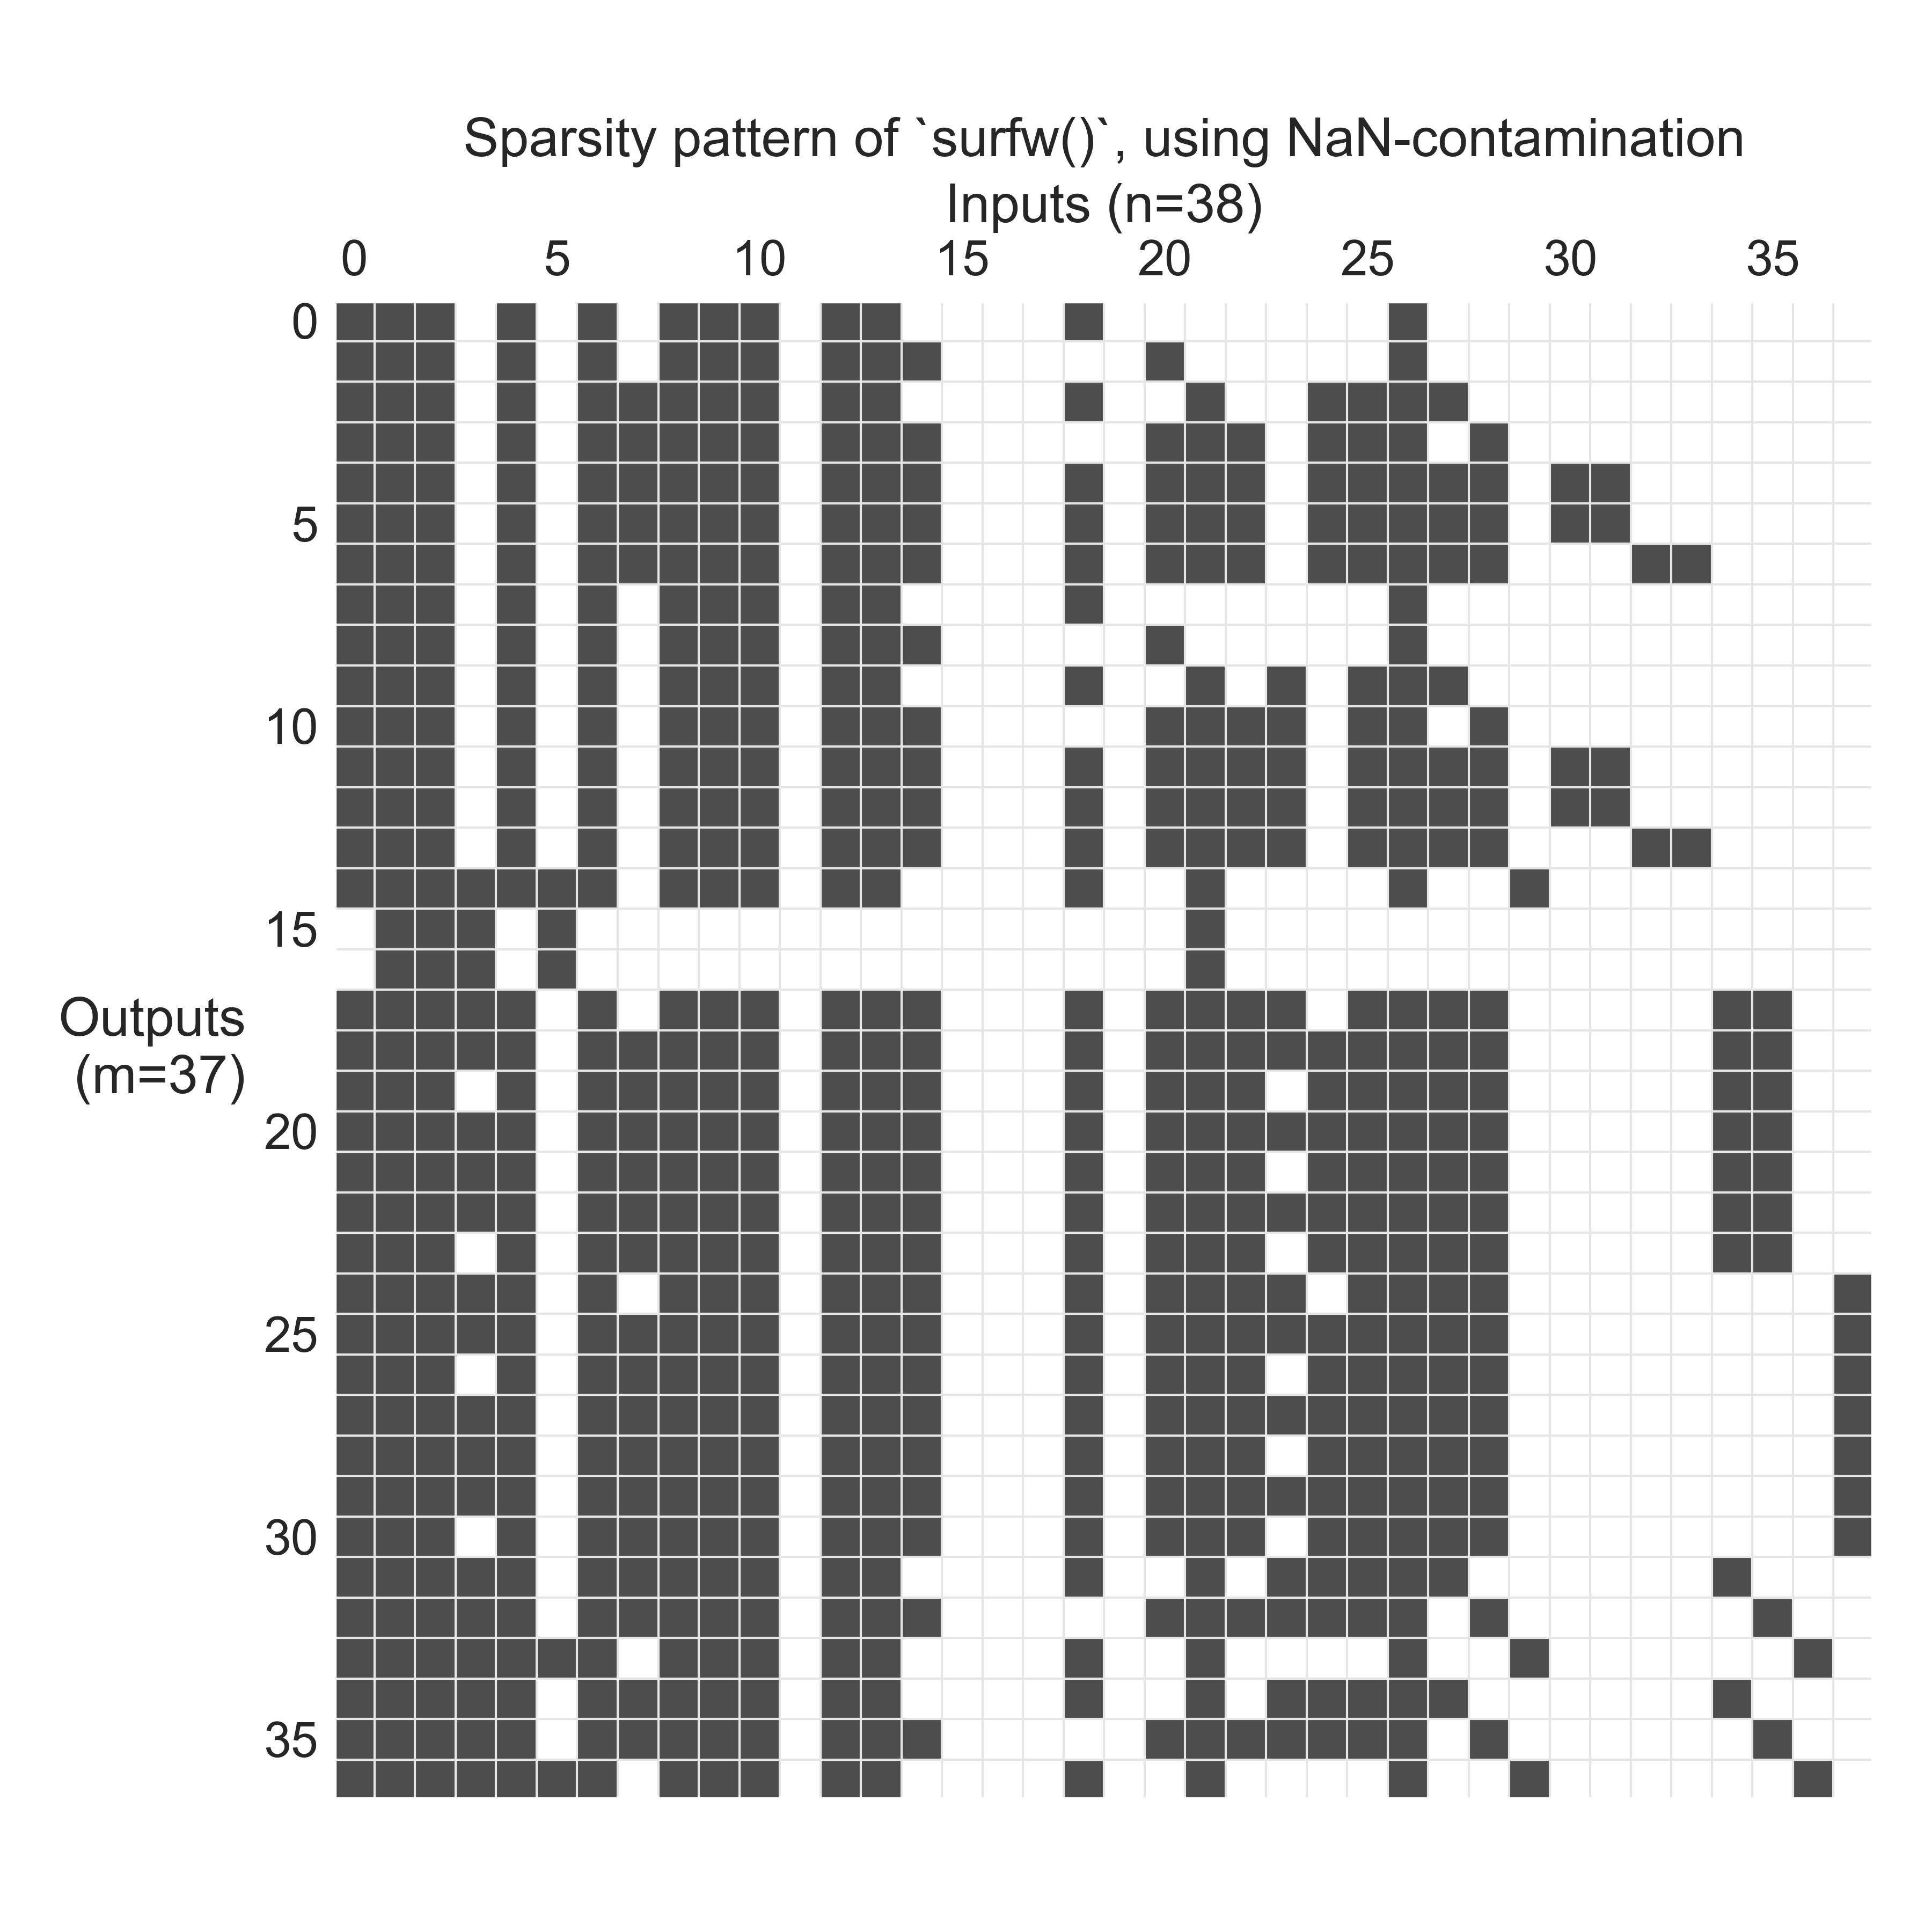 Sparsity pattern of `surfw()`, using NaN-contamination
Inputs (n=38)
0 5 10 15 20 25 30 35
0
5
10
15
Outputs
(m=37)
20
25
30
35